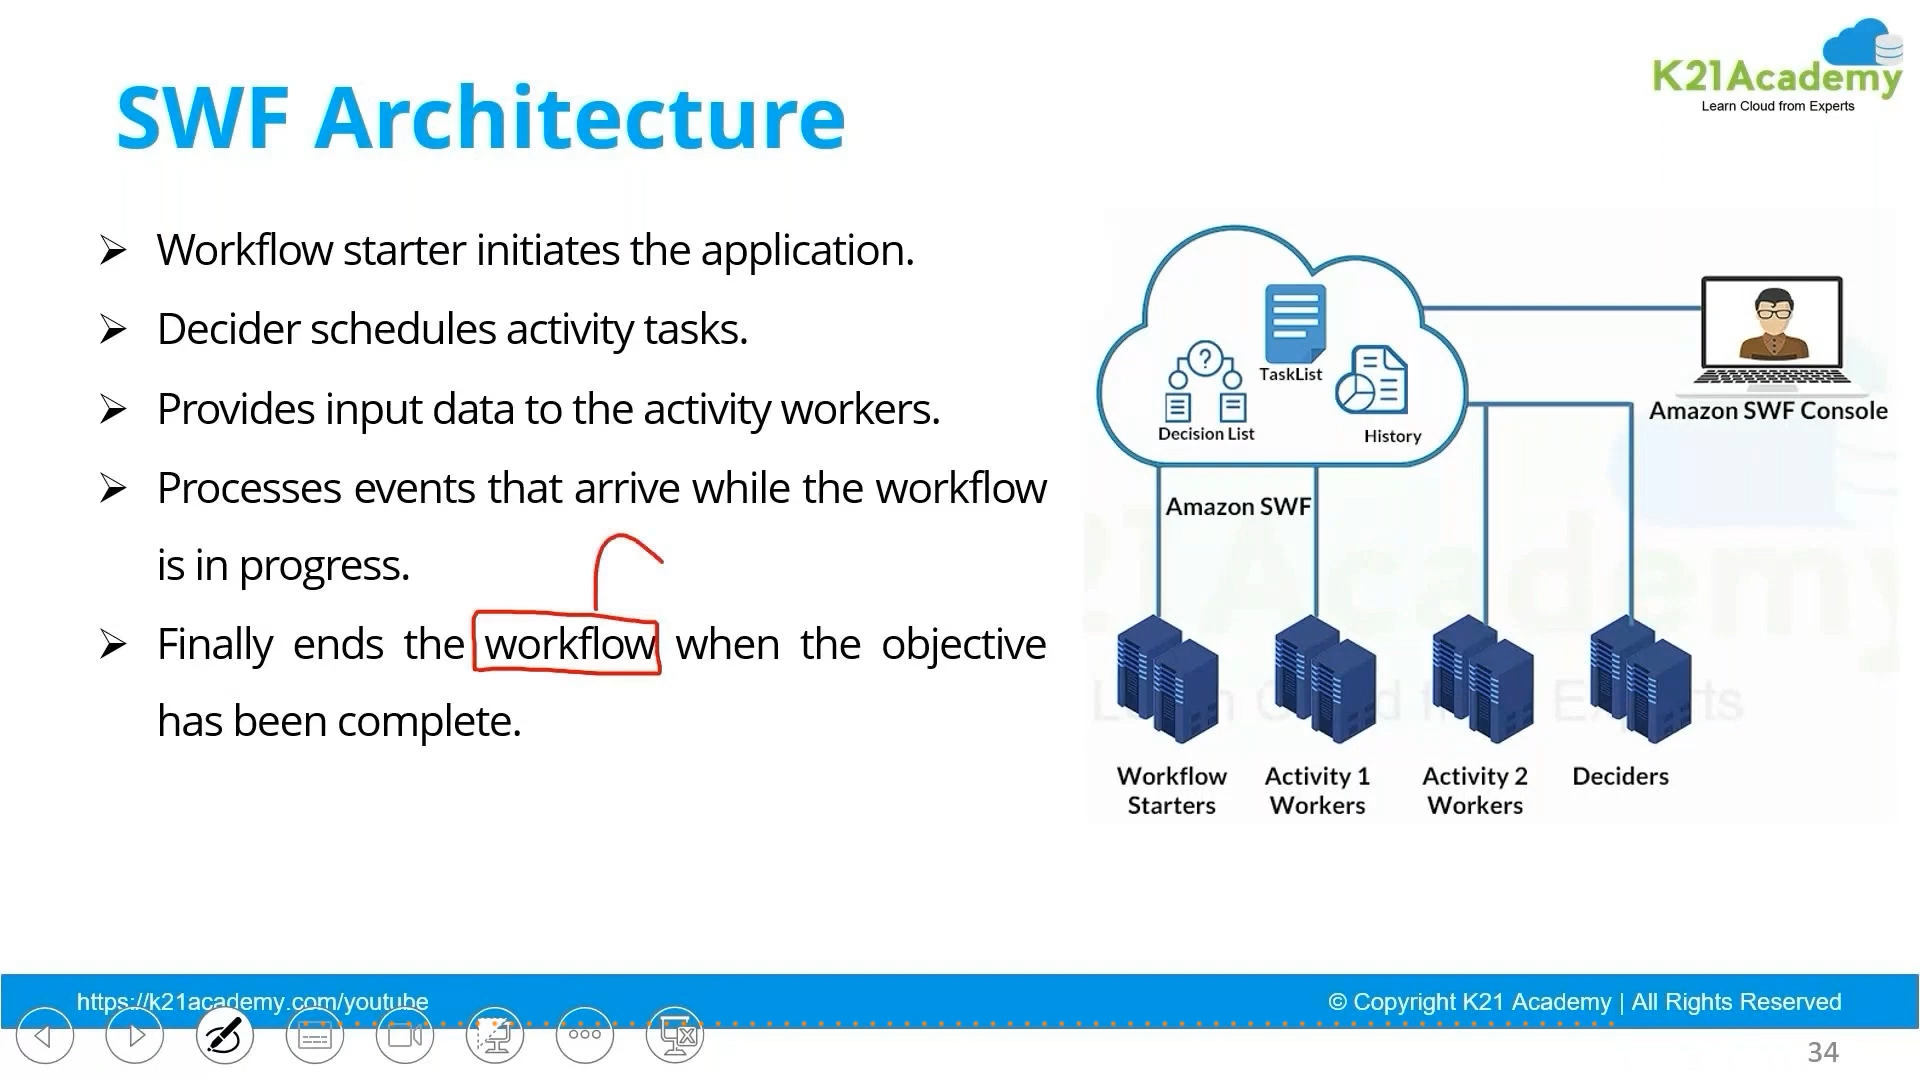 K21Academy
Learn Cloud from Experts
SWF Architecture
Workflow starter initiates the application.
Decider schedules activity tasks.
Provides input data to the activity workers.
Processes events that arrive while the workflow
is in progress.
Finally ends the workflow when the objective
has been complete.
?
TaskList
Decision List
History
Amazon SWF Console
Amazon SWF
Workflow
Starters
Activity 1
Workers
Activity 2
Workers
Deciders
https://k21academy.com/youtube
© Copyright K21 Academy | All Rights Reserved
34